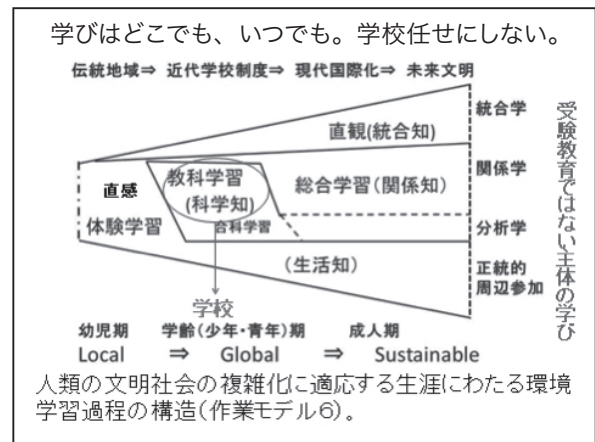 学びはどこでも、いつでも。学校任せにしない。
伝統地域⇒ 近代学校制度⇒ 現代国際化⇒ 未来文明
統合学
直観(統合知)
受験教育ではない主体の学び
関係学
教科学習
(科学知)
総合学習(関係知)
直感
体験学習
合科学習
分析学
(生活知)
正統的
周辺参加
学校
幼児期 学齢(少年・青年)期 成人期
Local ⇒ Global ⇒ Sustainable
人類の文明社会の複雑化に適応する生涯にわたる環境
学習過程の構造(作業モデル6)。